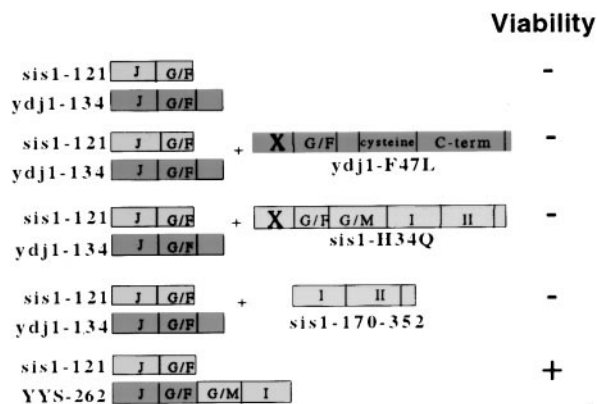 Viability
sis1-121 J G/F -
ydj1-134 J G/F
sis1-121 J G/F + X G/F cysteine C-term -
ydj1-134 J G/F ydj1-F47L
sis1-121 J G/F + X G/F G/M I II -
ydj1-134 J G/F sis1-H34Q
sis1-121 J G/F + I II -
ydj1-134 J G/F sis1-170-352
sis1-121 J G/F +
YYS-262 J G/F G/M I